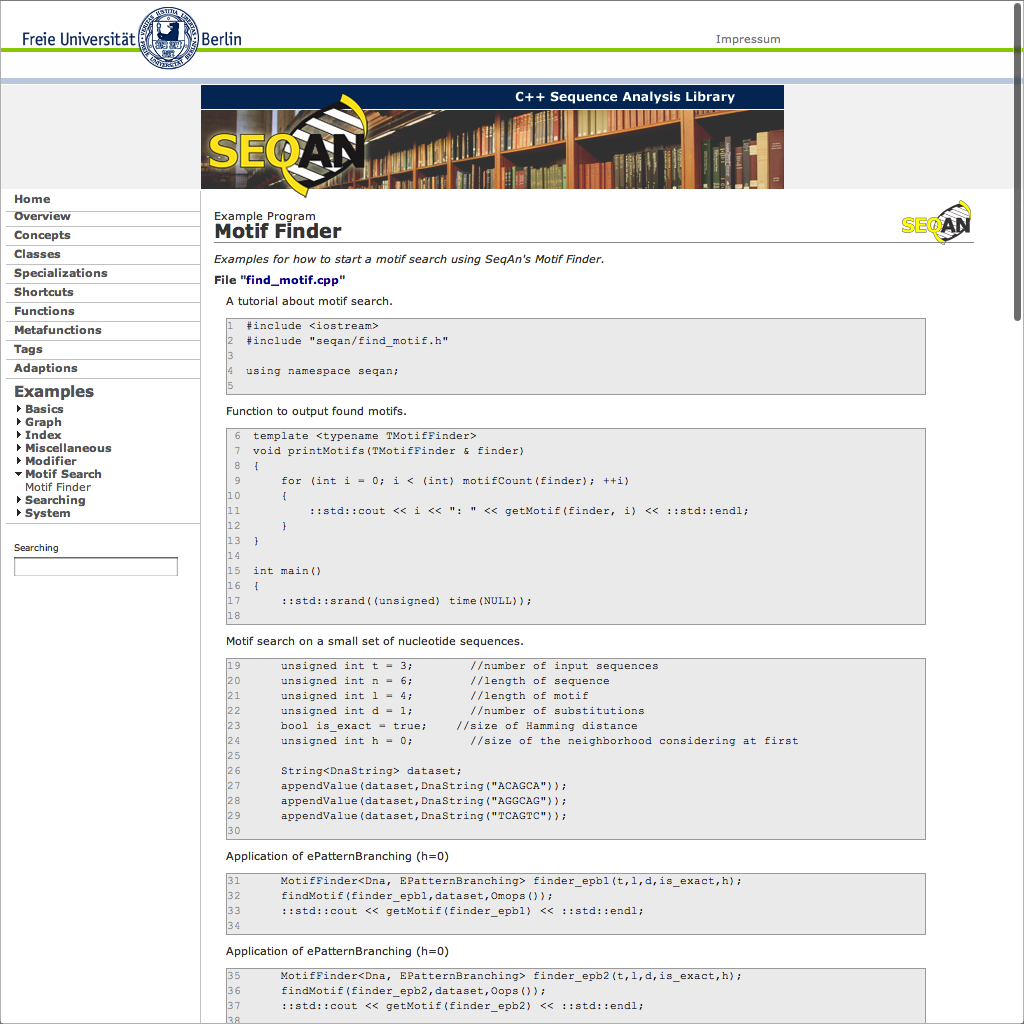 Freie Universität Berlin
Impressum
C++ Sequence Analysis Library
SEQAN
Home
Overview
Concepts
Classes
Specializations
Shortcuts
Functions
Metafunctions
Tags
Adaptions
Examples
Basics
Graph
Index
Miscellaneous
Modifier
Motif Search
Motif Finder
Searching
System
Searching
Example Program
Motif Finder
SEQAN
Examples for how to start a motif search using SeqAn's Motif Finder.
File "find_motif.cpp"
A tutorial about motif search.
1 #include <iostream>
2 #include "seqan/find_motif.h"
3
4 using namespace seqan;
5
Function to output found motifs.
6 template <typename TMotifFinder>
7 void printMotifs(TMotifFinder & finder)
8 {
9     for (int i = 0; i < (int) motifCount(finder); ++i)
10     {
11         ::std::cout << i << ": " << getMotif(finder, i) << ::std::endl;
12     }
13 }
14
15 int main()
16 {
17     ::std::srand((unsigned) time(NULL));
18
Motif search on a small set of nucleotide sequences.
19     unsigned int t = 3;        //number of input sequences
20     unsigned int n = 6;        //length of sequence
21     unsigned int l = 4;        //length of motif
22     unsigned int d = 1;        //number of substitutions
23     bool is_exact = true;    //size of Hamming distance
24     unsigned int h = 0;        //size of the neighborhood considering at first
25
26     String<DnaString> dataset;
27     appendValue(dataset,DnaString("ACAGCA"));
28     appendValue(dataset,DnaString("AGGCAG"));
29     appendValue(dataset,DnaString("TCAGTC"));
30
Application of ePatternBranching (h=0)
31     MotifFinder<Dna, EPatternBranching> finder_epb1(t,l,d,is_exact,h);
32     findMotif(finder_epb1,dataset,Omops());
33     ::std::cout << getMotif(finder_epb1) << ::std::endl;
34
Application of ePatternBranching (h=0)
35     MotifFinder<Dna, EPatternBranching> finder_epb2(t,l,d,is_exact,h);
36     findMotif(finder_epb2,dataset,Oops());
37     ::std::cout << getMotif(finder_epb2) << ::std::endl;
38